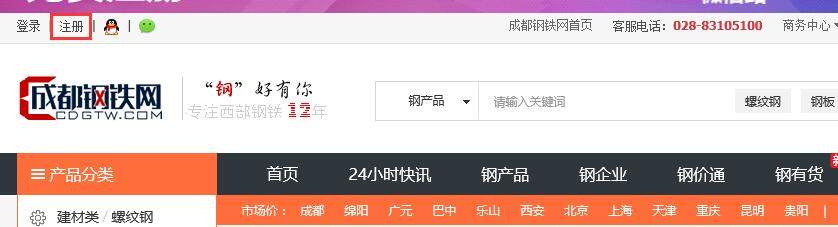 登录 | 注册 | | 成都钢铁网首页 客服电话：028-83105100 商务中心
成都钢铁网
CDGTW.COM
“钢”好有你
专注西部钢铁12年
钢产品 请输入关键词 螺纹钢 钢板
产品分类 首页 24小时快讯 钢产品 钢企业 钢价通 钢有货
市场价： 成都 绵阳 广元 巴中 乐山 西安 北京 上海 天津 重庆 昆明 贵阳 |
建材类 / 螺纹钢